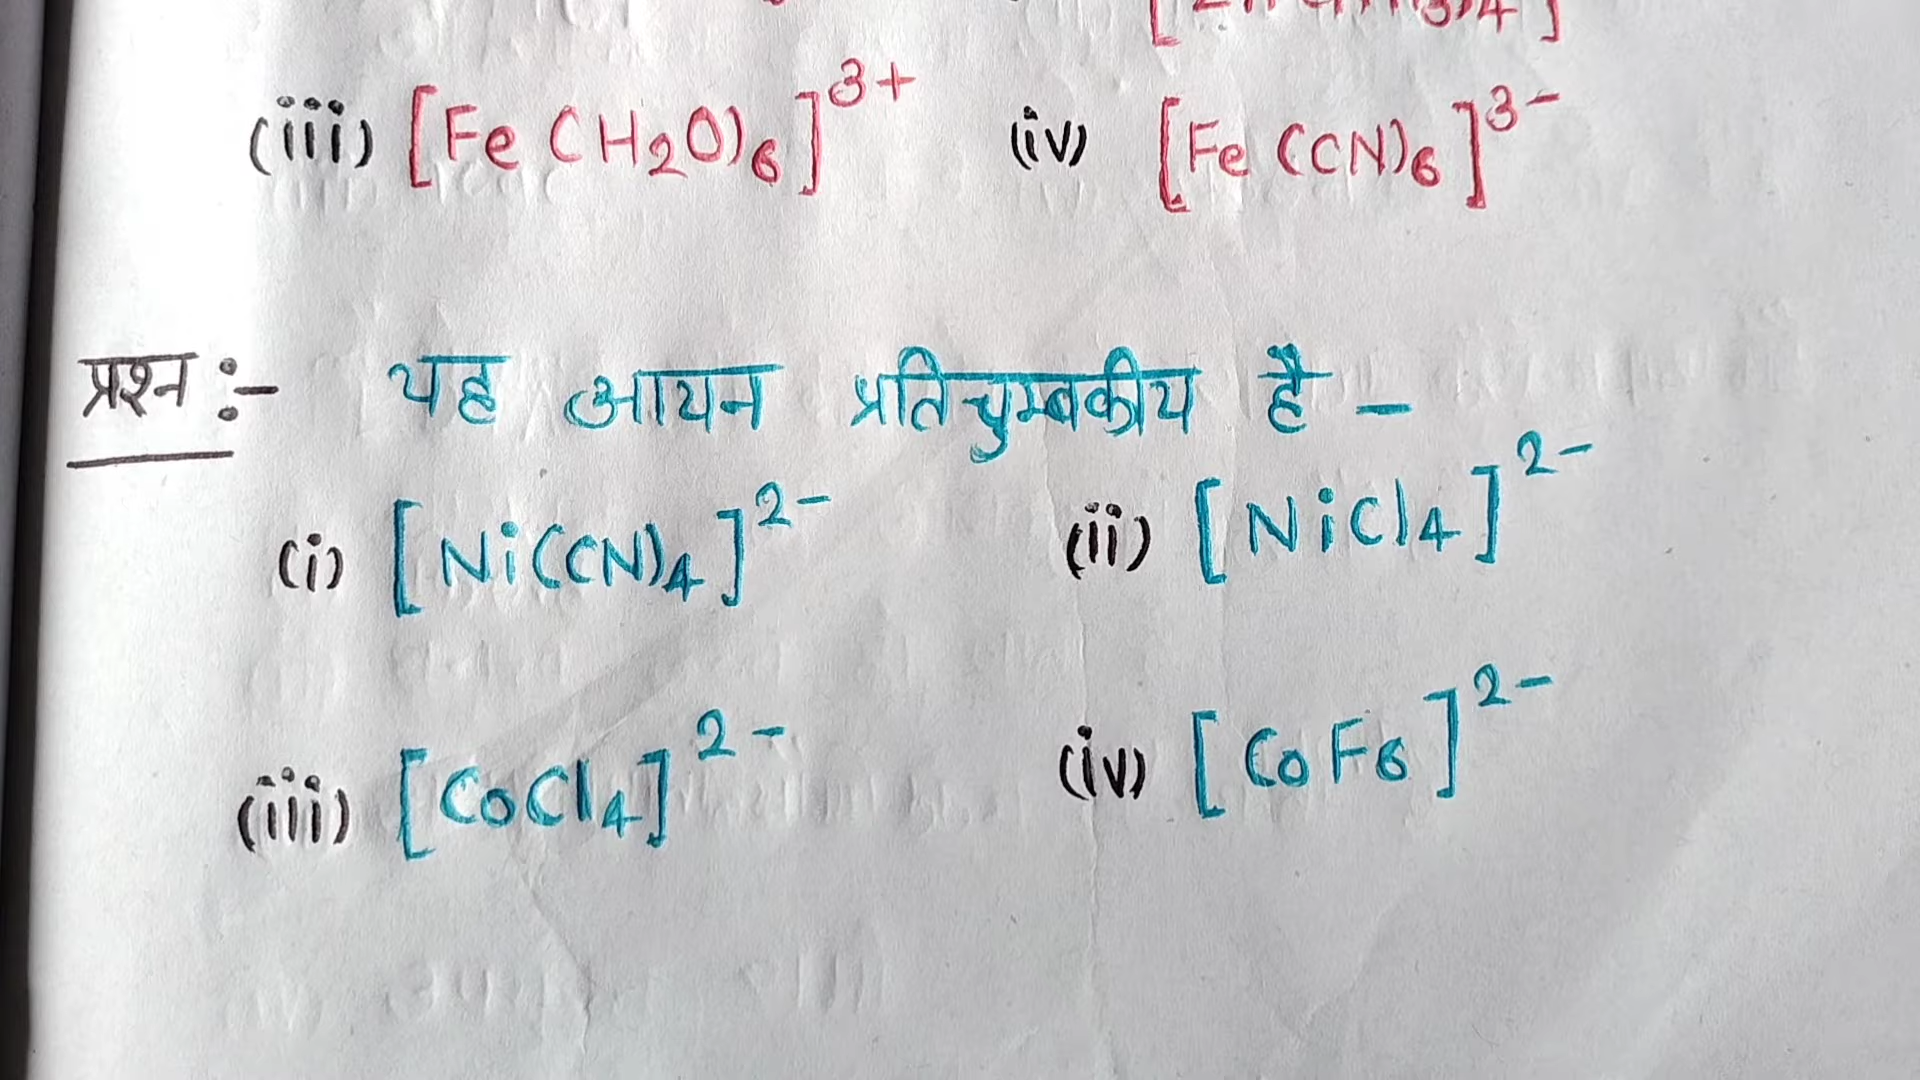 (iii) [Fe (H2O)6]3+ (iv) [Fe (CN)6]3-
प्रश्न :- यह आयन प्रतिचुम्बकीय है -
(i) [Ni(CN)4]2- (ii) [NiCl4]2-
(iii) [CoCl4]2- (iv) [CoF6]2-